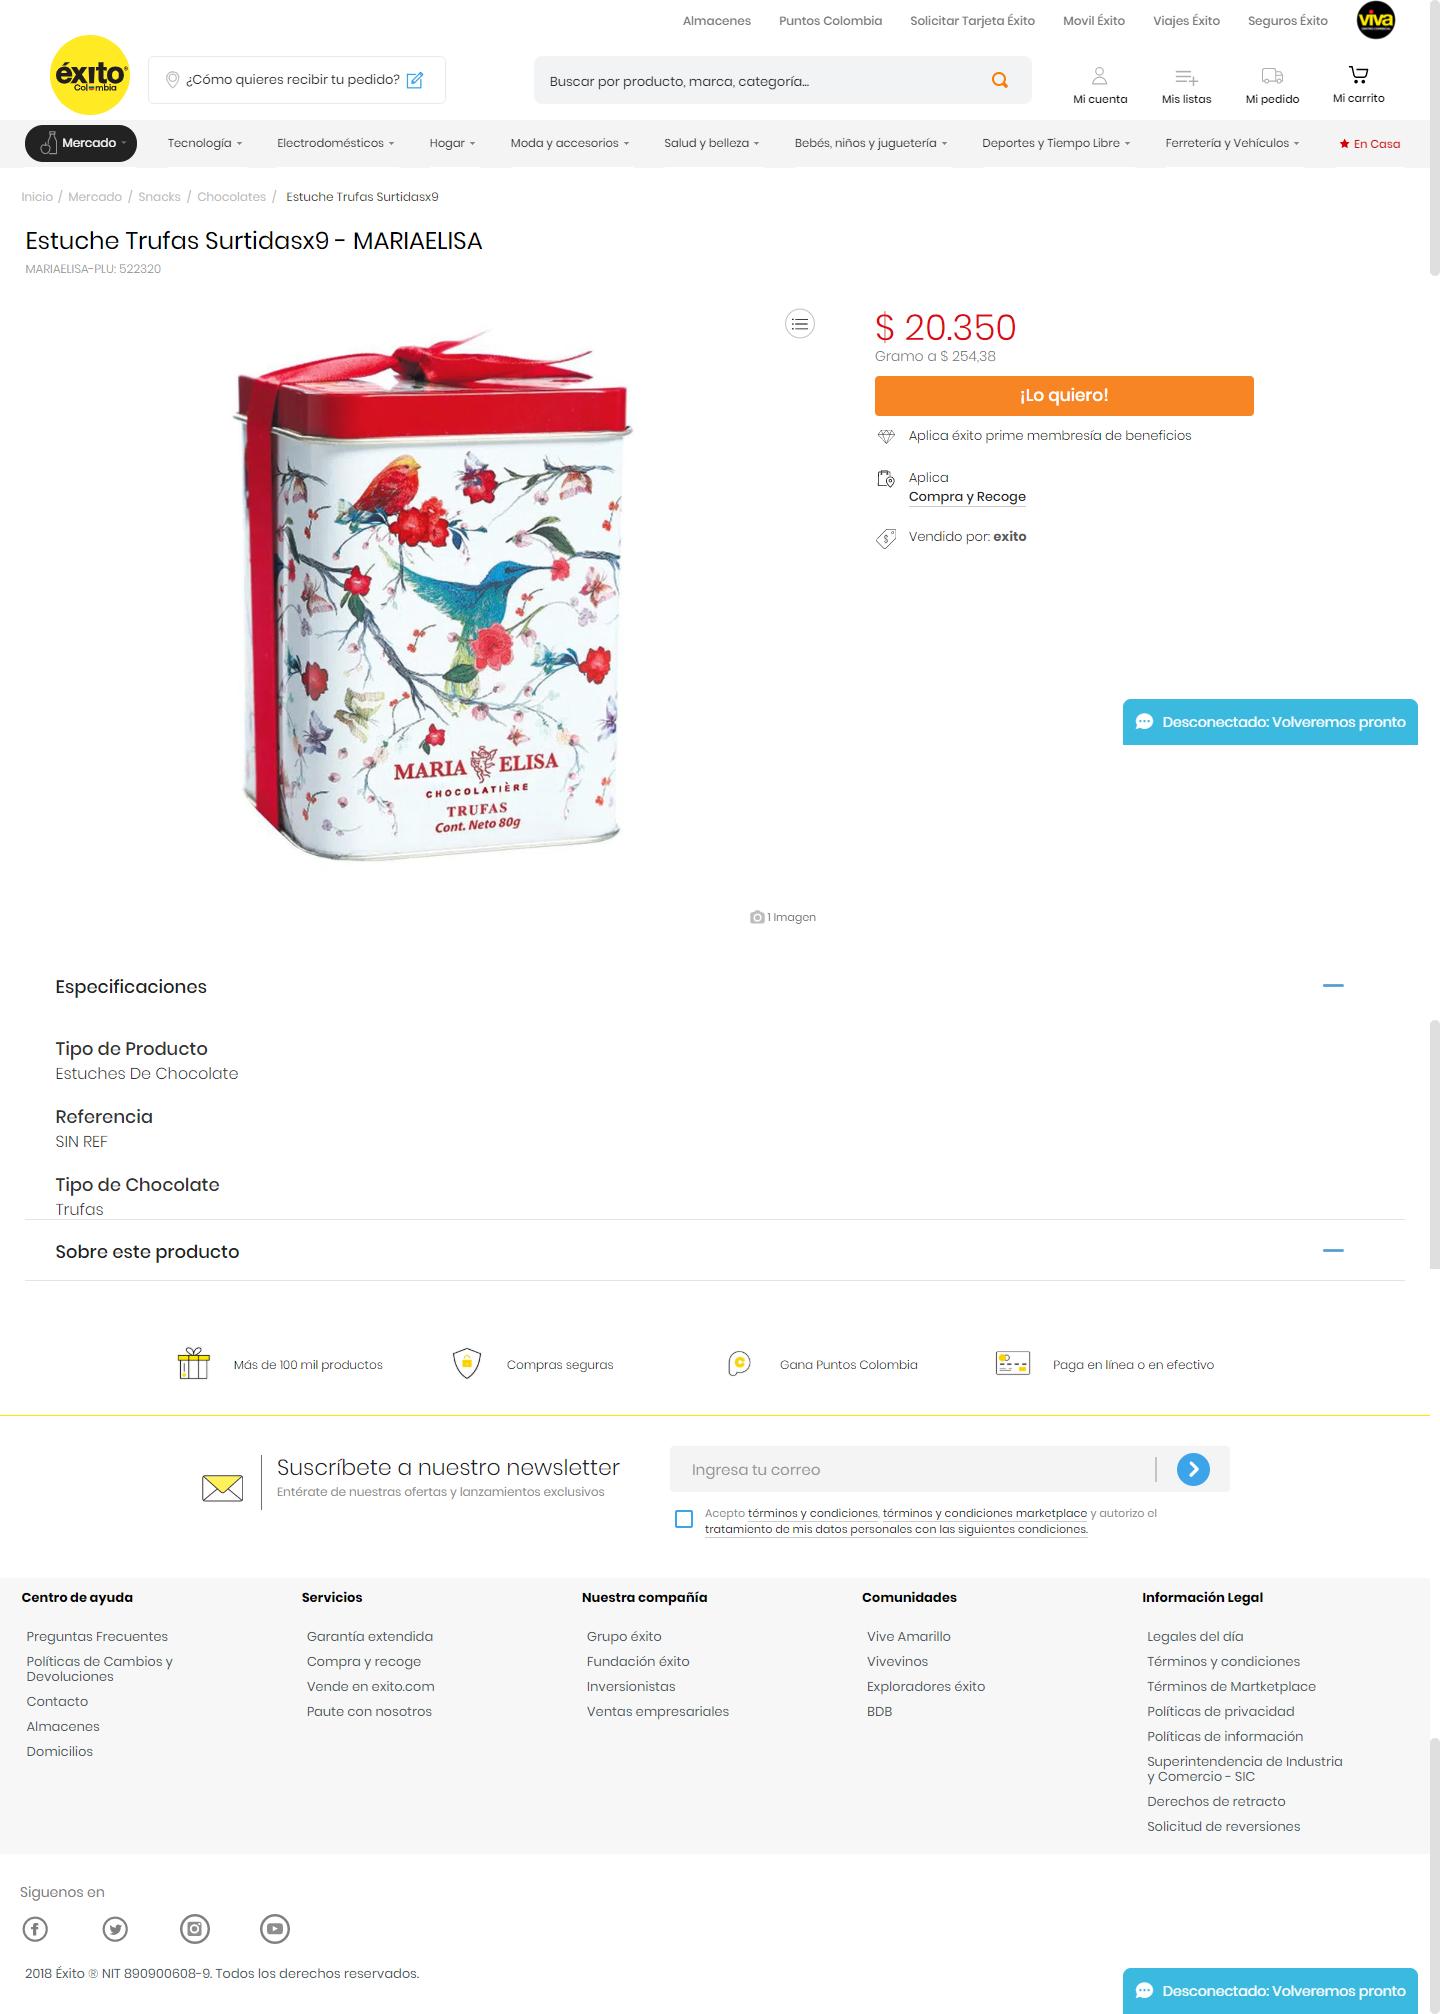 Almacenes Puntos Colombia Solicitar Tarjeta Éxito Movil Éxito Viajes Éxito Seguros Éxito viva
éxito
Colombia
¿Cómo quieres recibir tu pedido?
Buscar por producto, marca, categoría...
Mi cuenta Mis listas Mi pedido Mi carrito
Mercado Tecnología Electrodomésticos Hogar Moda y accesorios Salud y belleza Bebés, niños y juguetería Deportes y Tiempo Libre Ferretería y Vehículos En Casa
Inicio / Mercado / Snacks / Chocolates / Estuche Trufas Surtidasx9
Estuche Trufas Surtidasx9 - MARIAELISA
MARIAELISA-PLU: 522320
$ 20.350
Gramo a $ 254,38
¡Lo quiero!
Aplica éxito prime membresía de beneficios
Aplica
Compra y Recoge
Vendido por: exito
Desconectado: Volveremos pronto
MARIA ELISA
CHOCOLATIÈRE
TRUFAS
Cont. Neto 80g
1 Imagen
Especificaciones
Tipo de Producto
Estuches De Chocolate
Referencia
SIN REF
Tipo de Chocolate
Trufas
Sobre este producto
Más de 100 mil productos Compras seguras Gana Puntos Colombia Paga en línea o en efectivo
Suscríbete a nuestro newsletter
Entérate de nuestras ofertas y lanzamientos exclusivos
Ingresa tu correo
Acepto términos y condiciones, términos y condiciones marketplace y autorizo el
tratamiento de mis datos personales con las siguientes condiciones.
Centro de ayuda
Preguntas Frecuentes
Políticas de Cambios y
Devoluciones
Contacto
Almacenes
Domicilios
Servicios
Garantía extendida
Compra y recoge
Vende en exito.com
Paute con nosotros
Nuestra compañía
Grupo éxito
Fundación éxito
Inversionistas
Ventas empresariales
Comunidades
Vive Amarillo
Vivevinos
Exploradores éxito
BDB
Información Legal
Legales del día
Términos y condiciones
Términos de Martketplace
Políticas de privacidad
Políticas de información
Superintendencia de Industria
y Comercio - SIC
Derechos de retracto
Solicitud de reversiones
Siguenos en
2018 Éxito ® NIT 890900608-9. Todos los derechos reservados.
Desconectado: Volveremos pronto